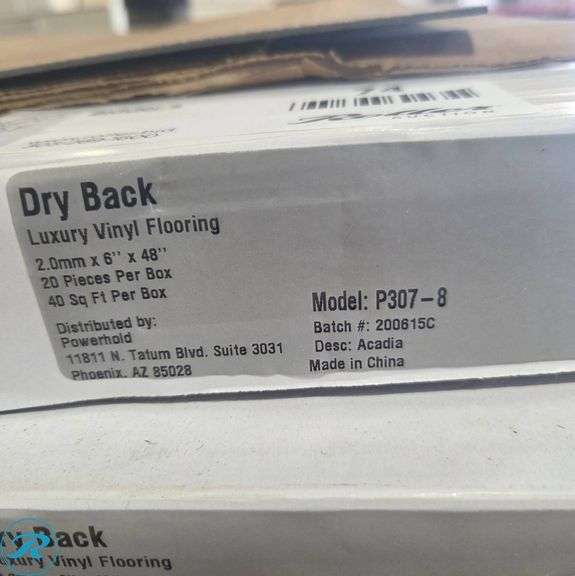 Dry Back
Luxury Vinyl Flooring
2.0mm x 6" x 48"
20 Pieces Per Box
40 Sq Ft Per Box
Distributed by:
Powerhold
11811 N. Tatum Blvd. Suite 3031
Phoenix, AZ 85028
Model: P307-8
Batch #: 200615C
Desc: Acadia
Made in China
Back
Vinyl Flooring